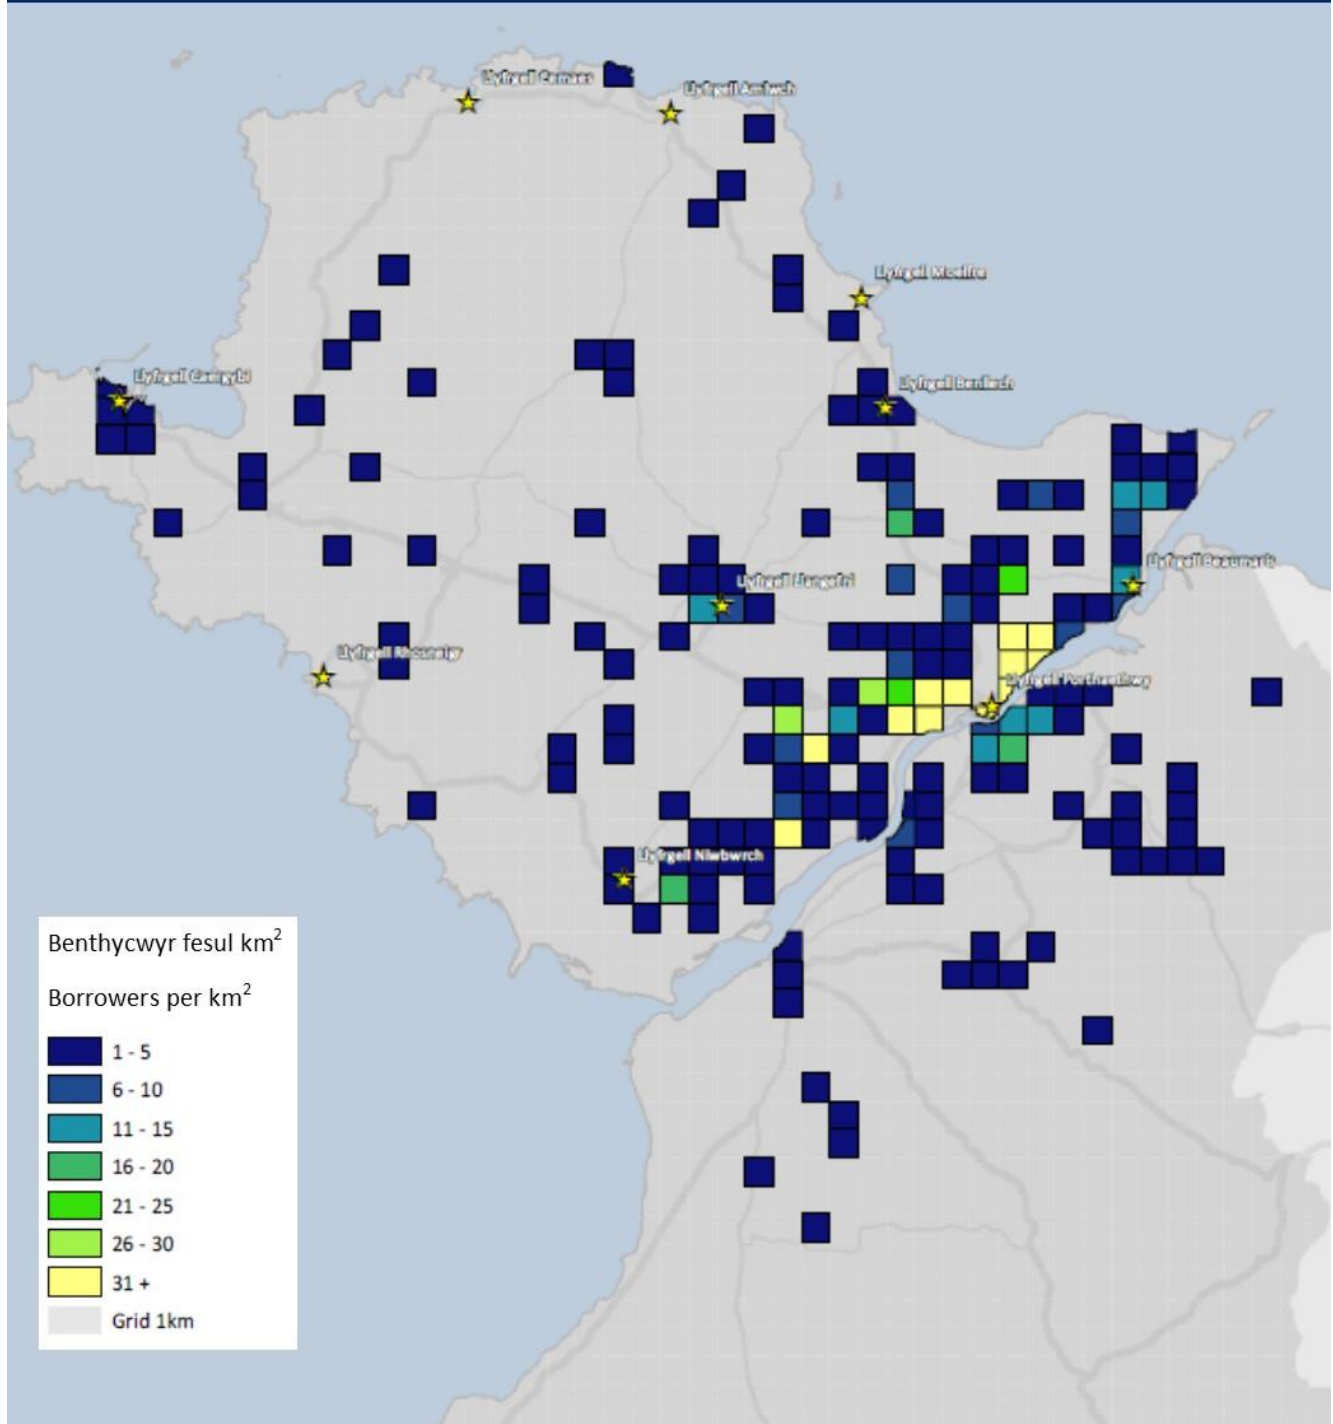 Llyfrgell Cemaes
Llyfrgell Amlwch
Llyfrgell Moelfre
Llyfrgell Caergybi
Llyfrgell Benllech
Llyfrgell Beaumaris
Llyfrgell Llangefni
Llyfrgell Rhosneigr
Llyfrgell Porthaethwy
Llyfrgell Niwbwrch
Benthycwyr fesul km²
Borrowers per km²
1 - 5
6 - 10
11 - 15
16 - 20
21 - 25
26 - 30
31 +
Grid 1km